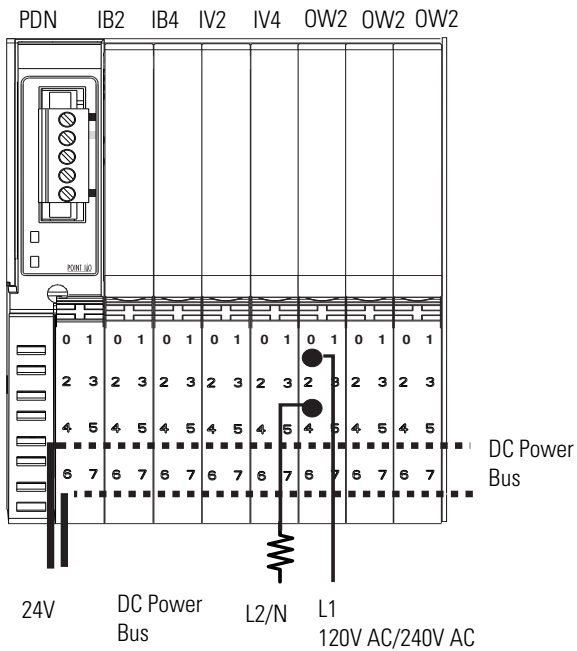 PDN IB2 IB4 IV2 IV4 OW2 OW2 OW2
POINT I/O
0 1 0 1 0 1 0 1 0 1 0 1 0 1 0 1
2 3 2 3 2 3 2 3 2 3 2 3 2 3 2 3
4 5 4 5 4 5 4 5 4 5 4 5 4 5 4 5
DC Power
Bus
6 7 6 7 6 7 6 7 6 7 6 7 6 7 6 7
24V
DC Power
Bus
L2/N
L1
120V AC/240V AC